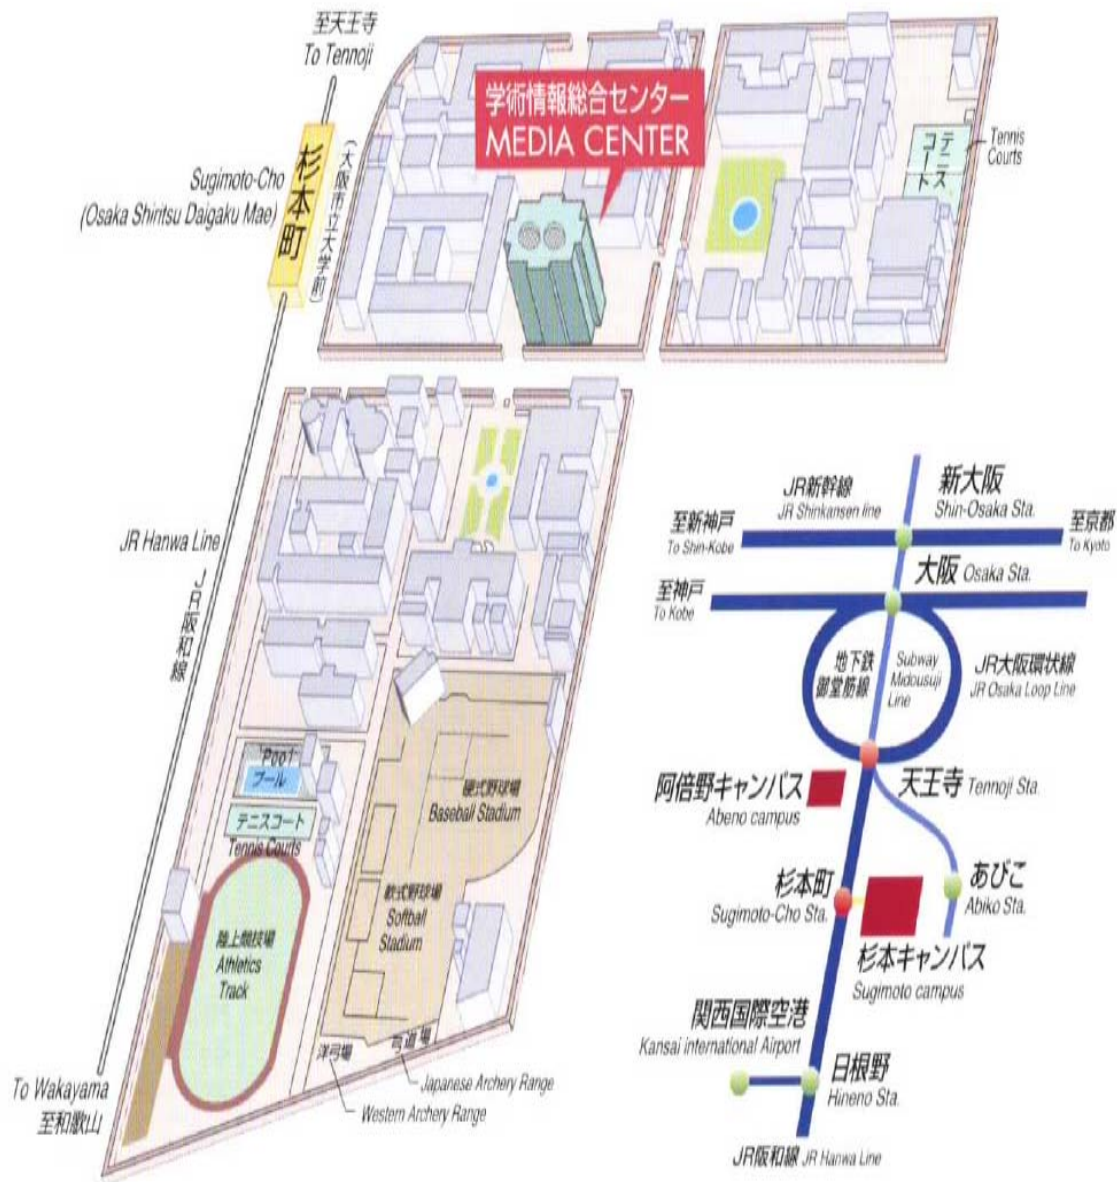 至天王寺
To Tennoji
学術情報総合センター
MEDIA CENTER
杉本町
(大阪市立大学前)
Sugimoto-Cho
(Osaka Shiritsu Daigaku Mae)
テニス
コート
Tennis
Courts
JR Hanwa Line
JR阪和線
Pool
プール
テニスコート
Tennis Courts
硬式野球場
Baseball Stadium
軟式野球場
Softball
Stadium
陸上競技場
Athletics
Track
洋弓場
弓道場
Japanese Archery Range
Western Archery Range
To Wakayama
至和歌山
JR新幹線
JR Shinkansen line
新大阪
Shin-Osaka Sta.
至新神戸
To Shin-Kobe
至京都
To Kyoto
大阪 Osaka Sta.
至神戸
To Kobe
地下鉄
御堂筋線
Subway
Midousuji
Line
JR大阪環状線
JR Osaka Loop Line
天王寺 Tennoji Sta.
阿倍野キャンパス
Abeno campus
杉本町
Sugimoto-Cho Sta.
あびこ
Abiko Sta.
杉本キャンパス
Sugimoto campus
関西国際空港
Kansai international Airport
日根野
Hineno Sta.
JR阪和線 JR Hanwa Line